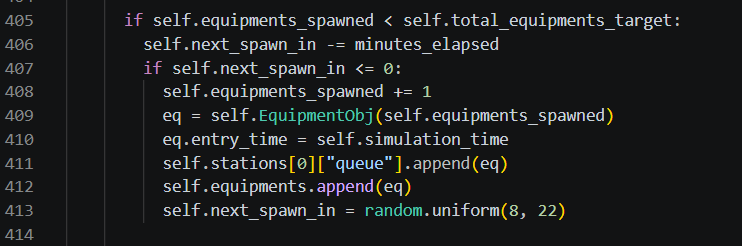 405 if self.equipments_spawned < self.total_equipments_target:
406 self.next_spawn_in -= minutes_elapsed
407 if self.next_spawn_in <= 0:
408 self.equipments_spawned += 1
409 eq = self.EquipmentObj(self.equipments_spawned)
410 eq.entry_time = self.simulation_time
411 self.stations[0]["queue"].append(eq)
412 self.equipments.append(eq)
413 self.next_spawn_in = random.uniform(8, 22)
414